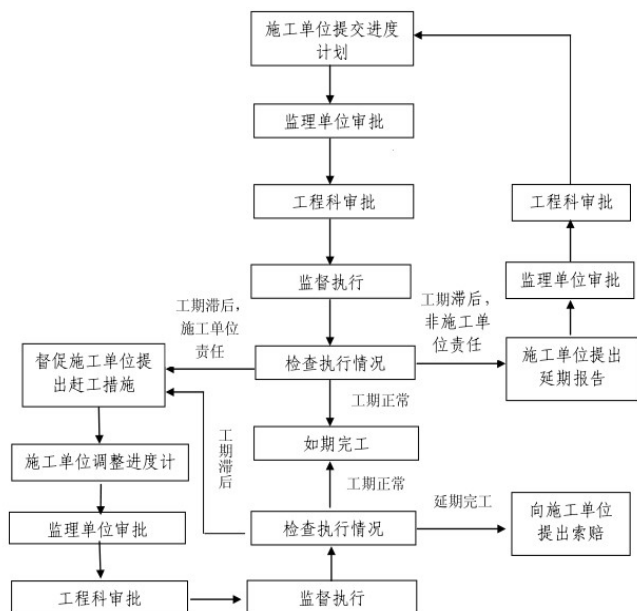 施工单位提交进度
计划
监理单位审批
工程科审批
工程科审批
监督执行
监理单位审批
工期滞后，
施工单位
责任
工期滞后，
非施工单
位责任
督促施工单位提
出赶工措施
检查执行情况
施工单位提出
延期报告
工期正常
如期完工
工期
滞后
施工单位调整进度计
工期正常
延期完工
监理单位审批
检查执行情况
向施工单位
提出索赔
工程科审批
监督执行